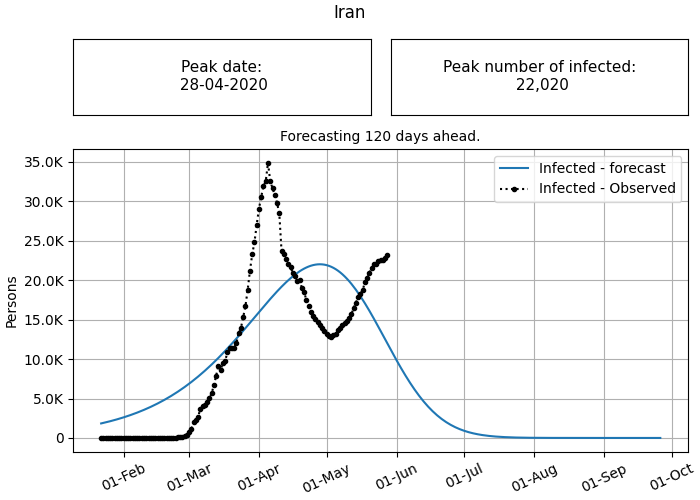 Iran
Peak date:
28-04-2020
Peak number of infected:
22,020
Forecasting 120 days ahead.
35.0K
30.0K
25.0K
20.0K
15.0K
10.0K
5.0K
0
Persons
Infected - forecast
Infected - Observed
01-Feb
01-Mar
01-Apr
01-May
01-Jun
01-Jul
01-Aug
01-Sep
01-Oct